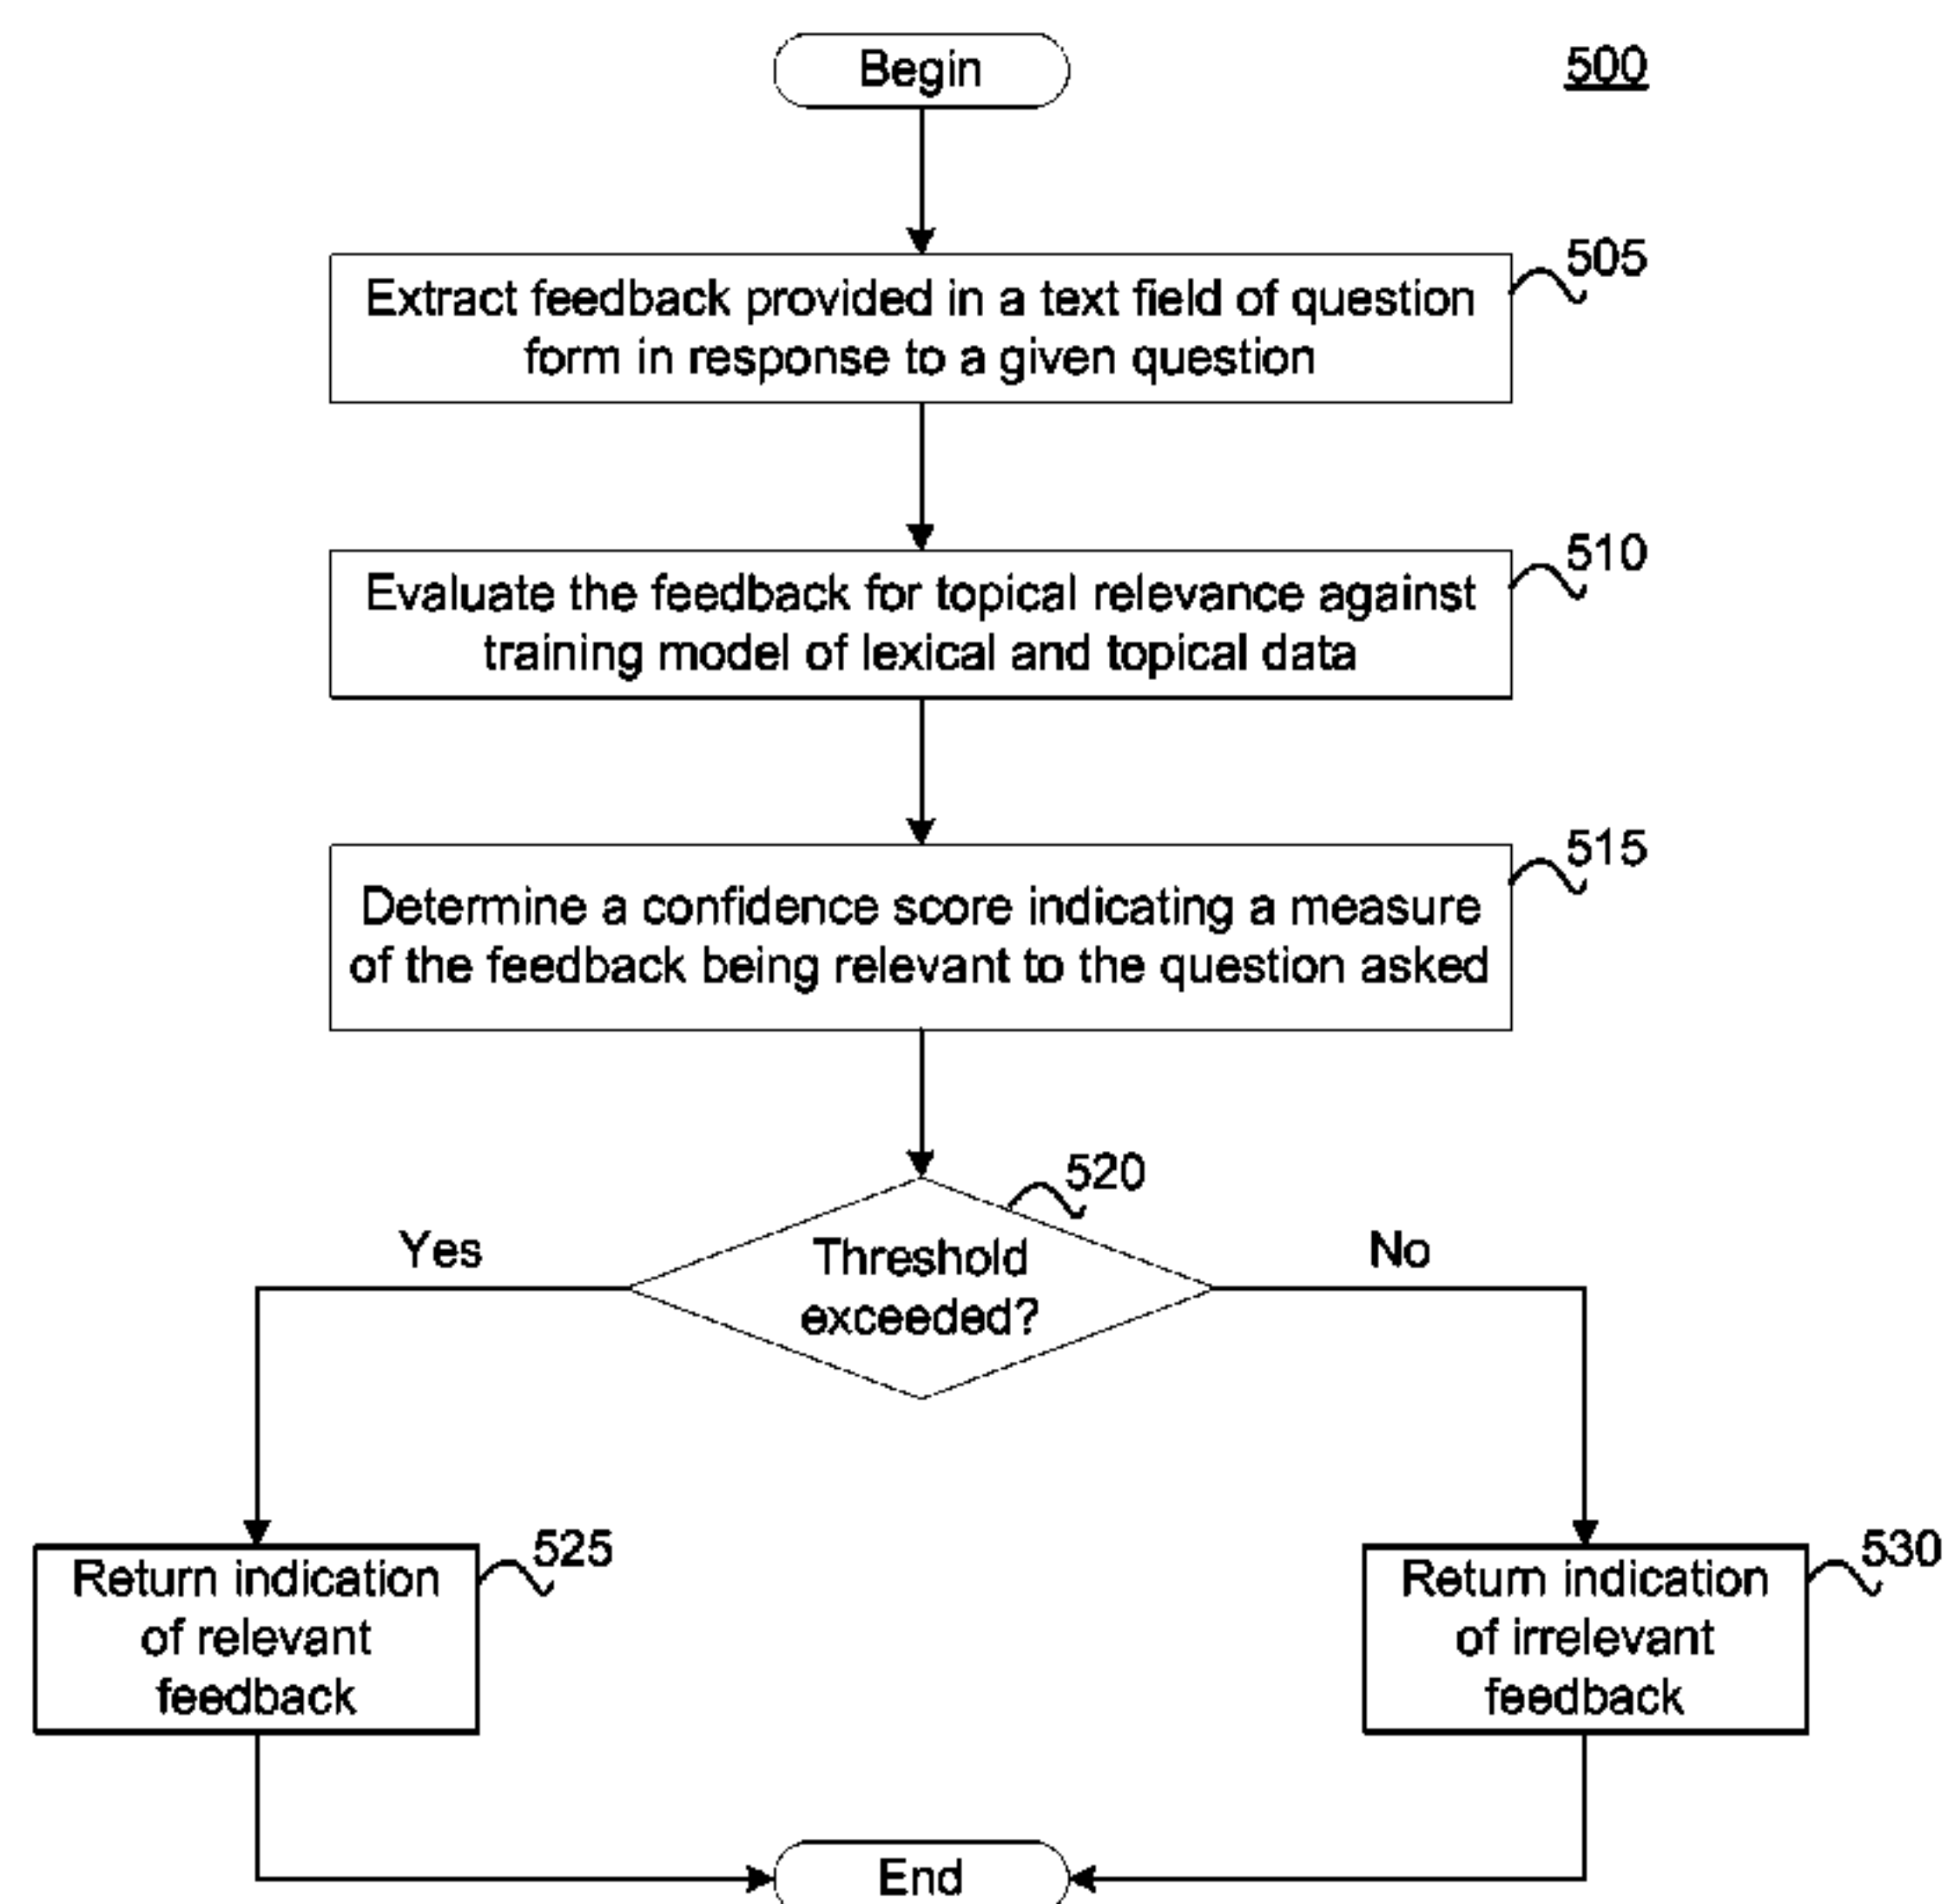 Begin
500
505
Extract feedback provided in a text field of question
form in response to a given question
510
Evaluate the feedback for topical relevance against
training model of lexical and topical data
515
Determine a confidence score indicating a measure
of the feedback being relevant to the question asked
520
Yes
No
Threshold
exceeded?
525
Return indication
of relevant
feedback
530
Return indication
of irrelevant
feedback
End